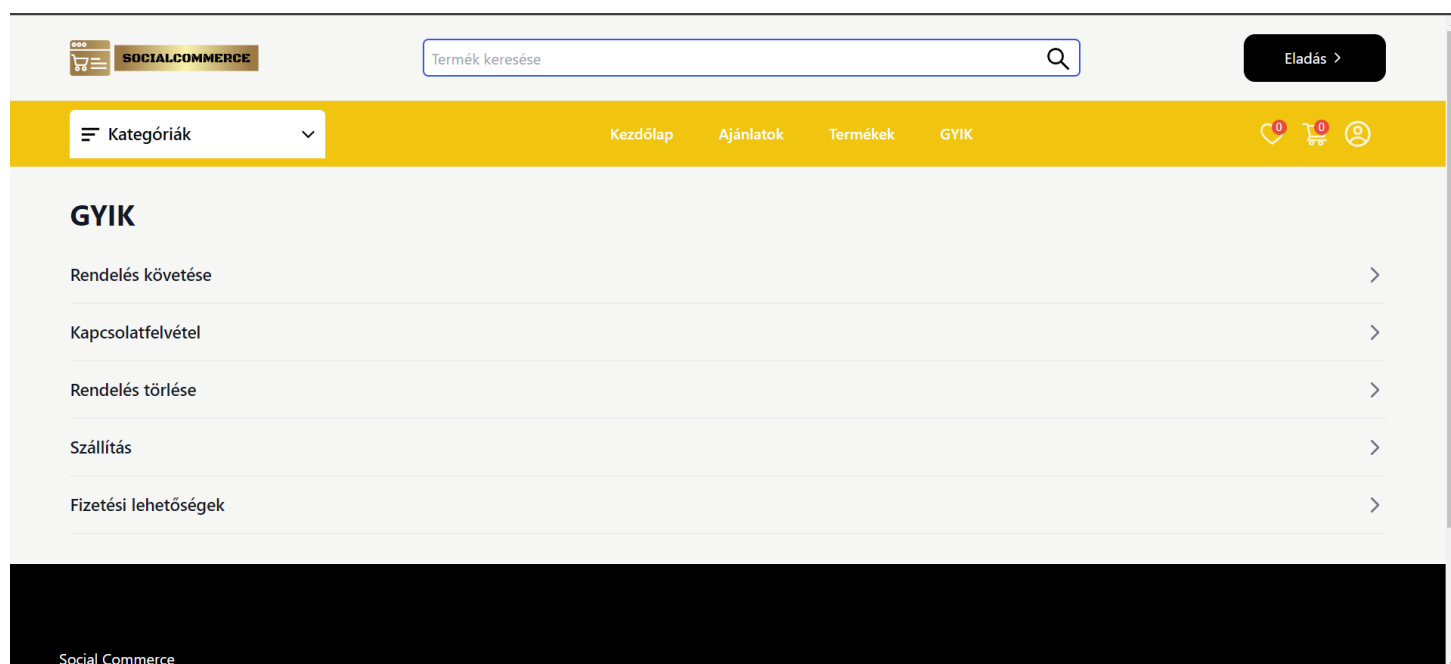 SOCIALCOMMERCE
Termék keresése
Eladás
Kategóriák
Kezdőlap Ajánlatok Termékek GYIK
0 0
GYIK
Rendelés követése
Kapcsolatfelvétel
Rendelés törlése
Szállítás
Fizetési lehetőségek
Social Commerce